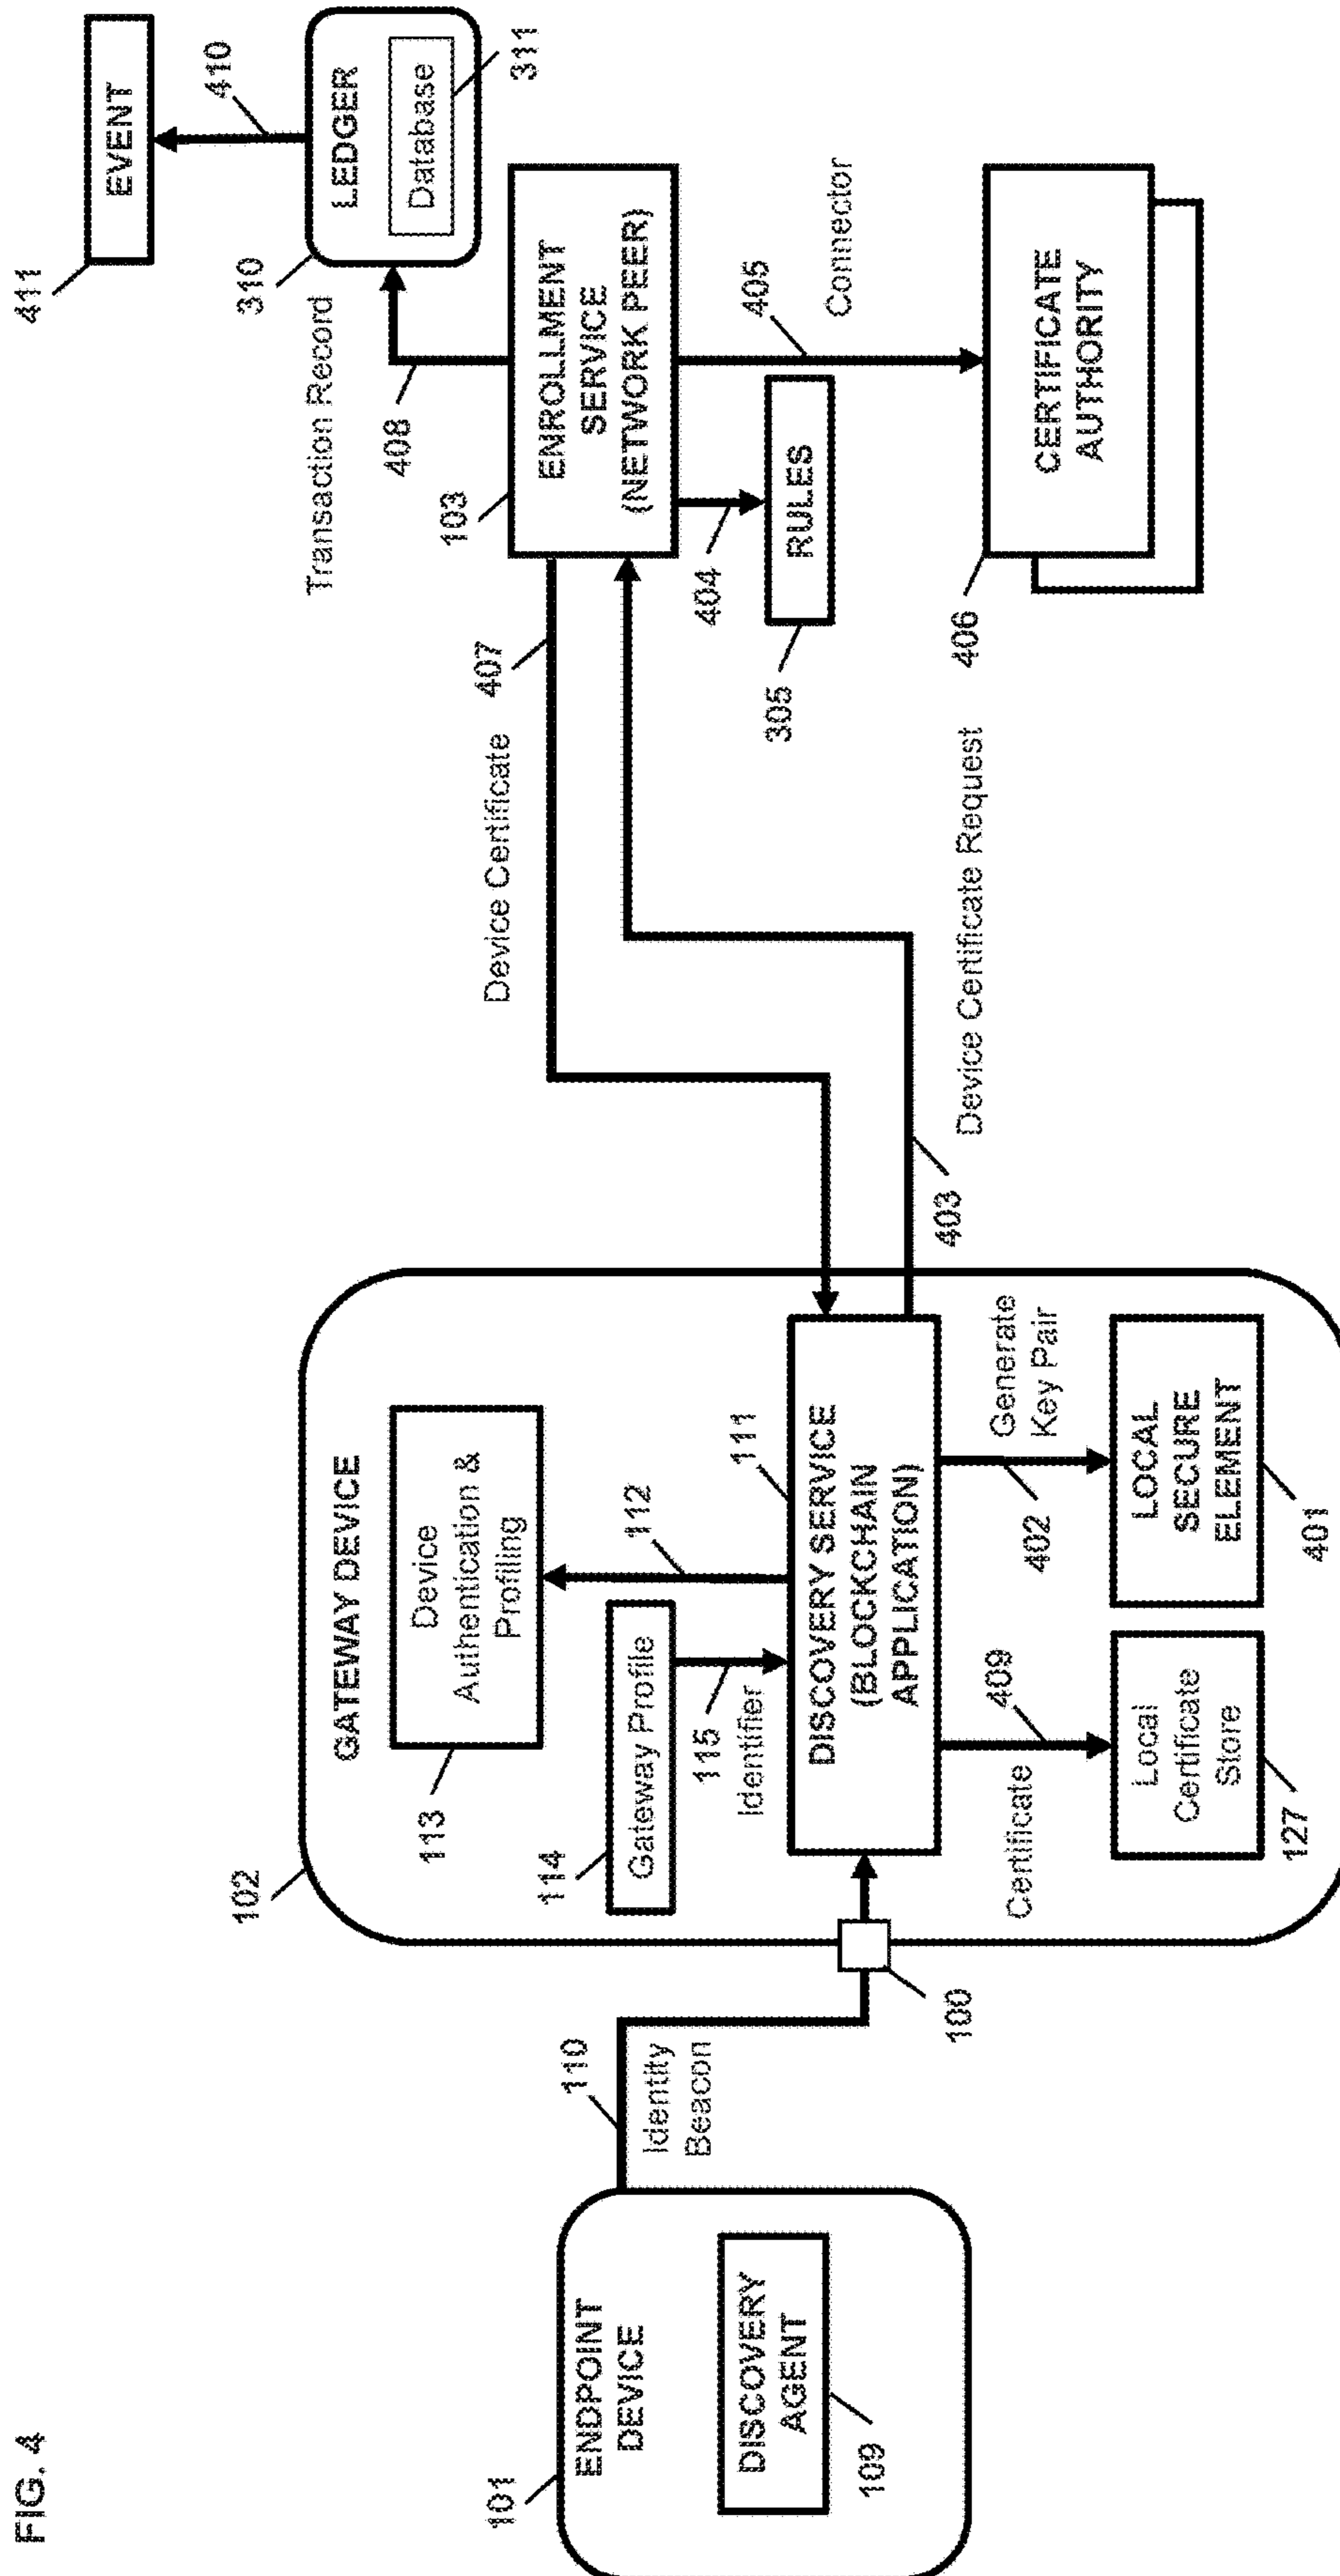 FIG. 4
101
ENDPOINT
DEVICE
DISCOVERY
AGENT
109
110
Identity
Beacon
100
102
GATEWAY DEVICE
113
Device
Authentication &
Profiling
114
Gateway Profile
115
Identifier
112
111
DISCOVERY SERVICE
(BLOCKCHAIN
APPLICATION)
Certificate
409
Local
Certificate
Store
127
402
Generate
Key Pair
LOCAL
SECURE
ELEMENT
401
403
Device Certificate Request
Device Certificate
407
103
ENROLLMENT
SERVICE
(NETWORK PEER)
408
Transaction Record
310
LEDGER
Database
311
410
EVENT
411
404
RULES
305
405
Connector
406
CERTIFICATE
AUTHORITY